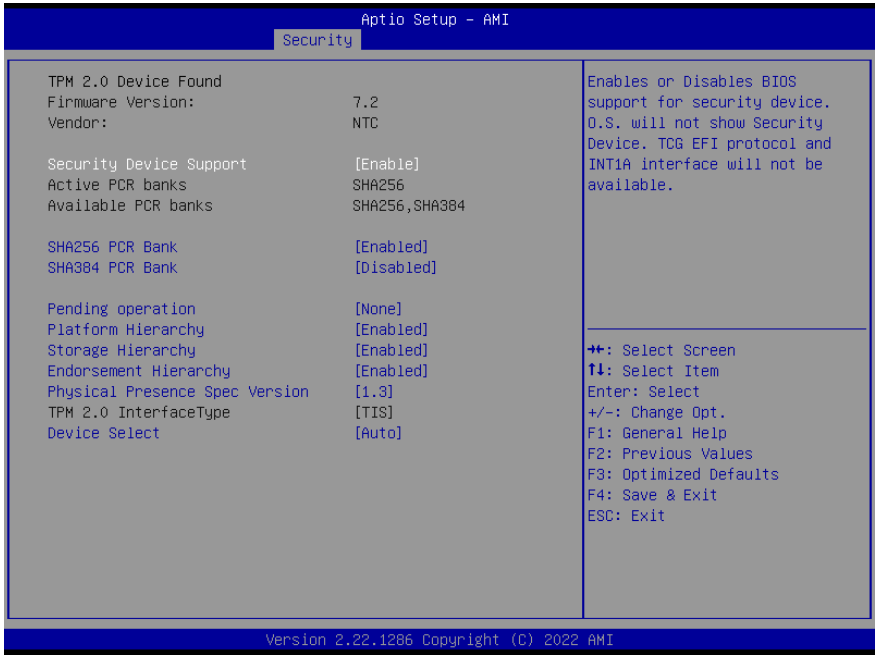 Aptio Setup – AMI
Security
TPM 2.0 Device Found
Firmware Version: 7.2
Vendor: NTC
Security Device Support [Enable]
Active PCR banks SHA256
Available PCR banks SHA256,SHA384
SHA256 PCR Bank [Enabled]
SHA384 PCR Bank [Disabled]
Pending operation [None]
Platform Hierarchy [Enabled]
Storage Hierarchy [Enabled]
Endorsement Hierarchy [Enabled]
Physical Presence Spec Version [1.3]
TPM 2.0 InterfaceType [TIS]
Device Select [Auto]
Enables or Disables BIOS
support for security device.
O.S. will not show Security
Device. TCG EFI protocol and
INT1A interface will not be
available.
→←: Select Screen
↑↓: Select Item
Enter: Select
+/-: Change Opt.
F1: General Help
F2: Previous Values
F3: Optimized Defaults
F4: Save & Exit
ESC: Exit
Version 2.22.1286 Copyright (C) 2022 AMI